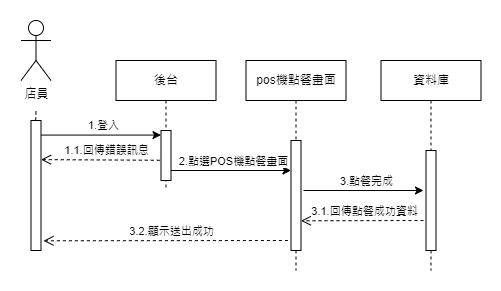 店員
後台
pos機點餐畫面
資料庫
1.登入
1.1.回傳錯誤訊息
2.點選POS機點餐畫面
3.點餐完成
3.1.回傳點餐成功資料
3.2.顯示送出成功